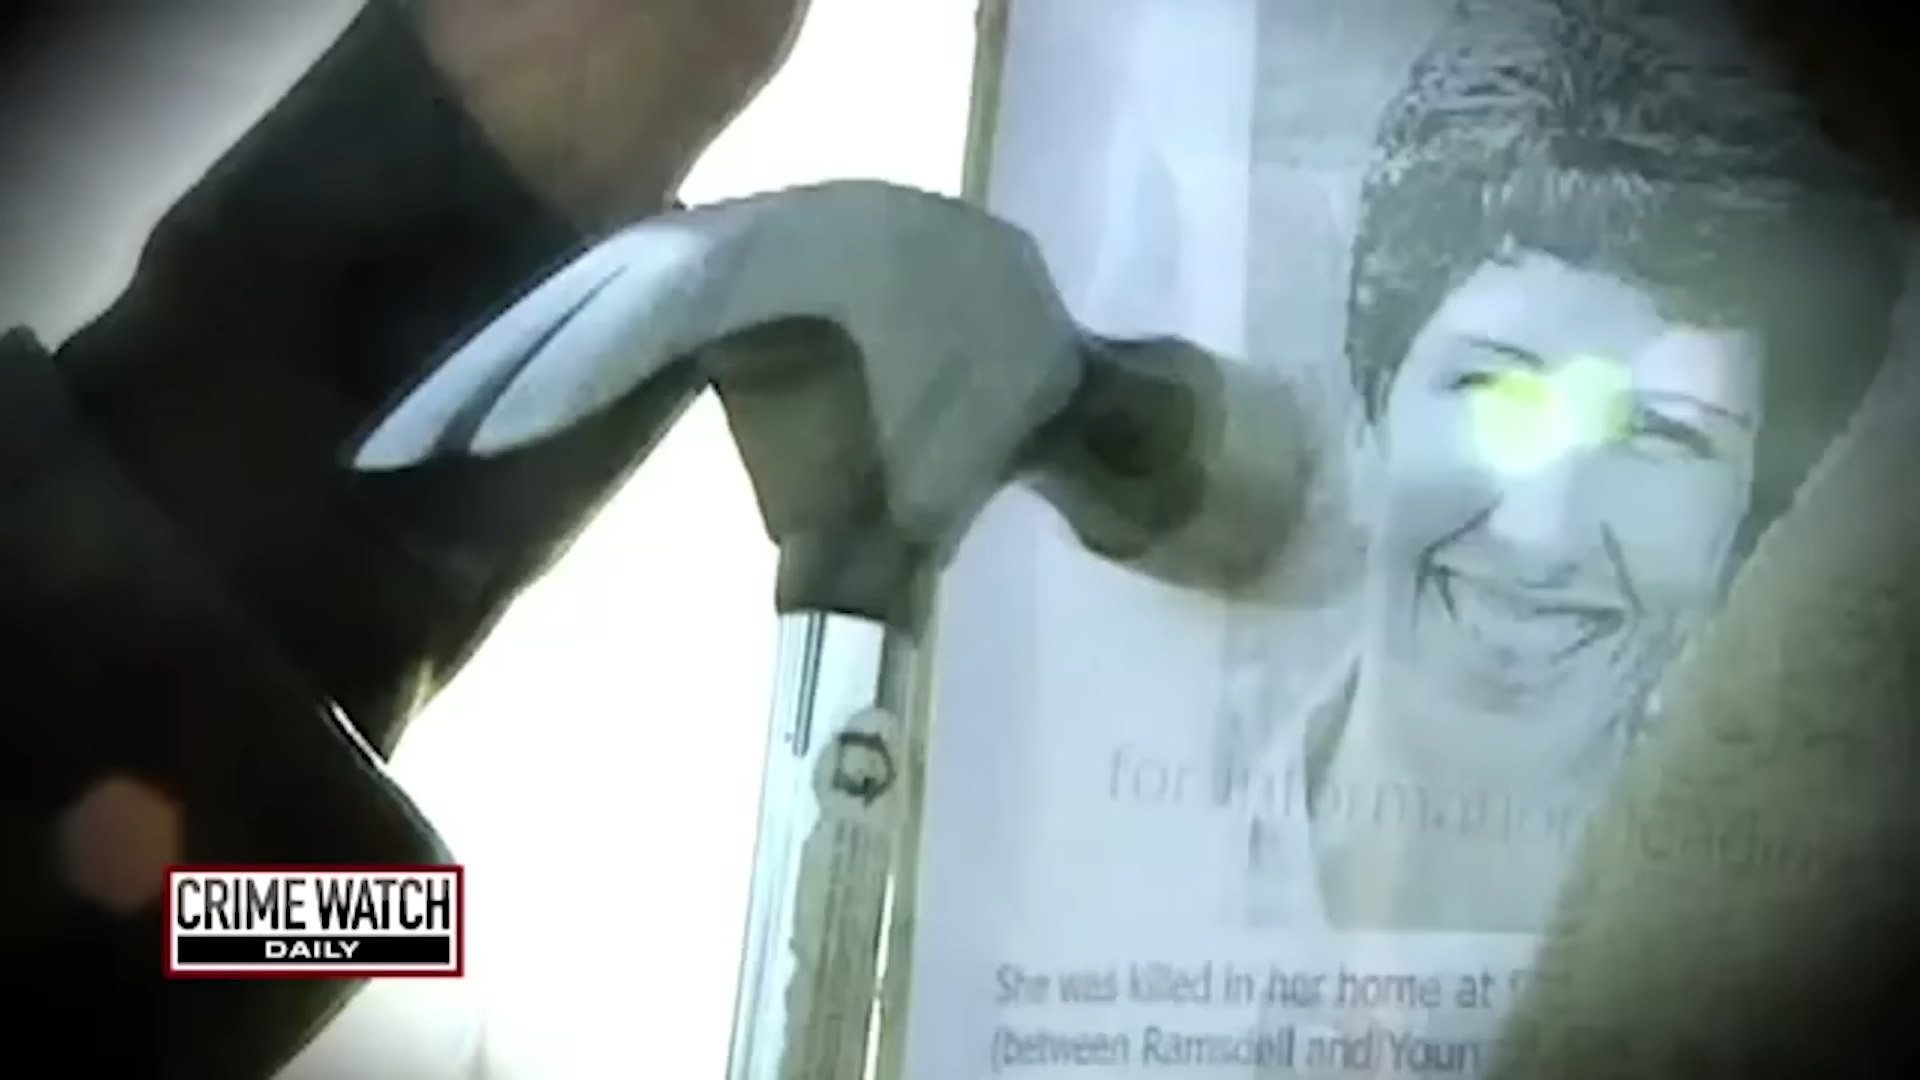 for information leading
She was killed in her home at
(between Ramsdell and
CRIME WATCH
DAILY